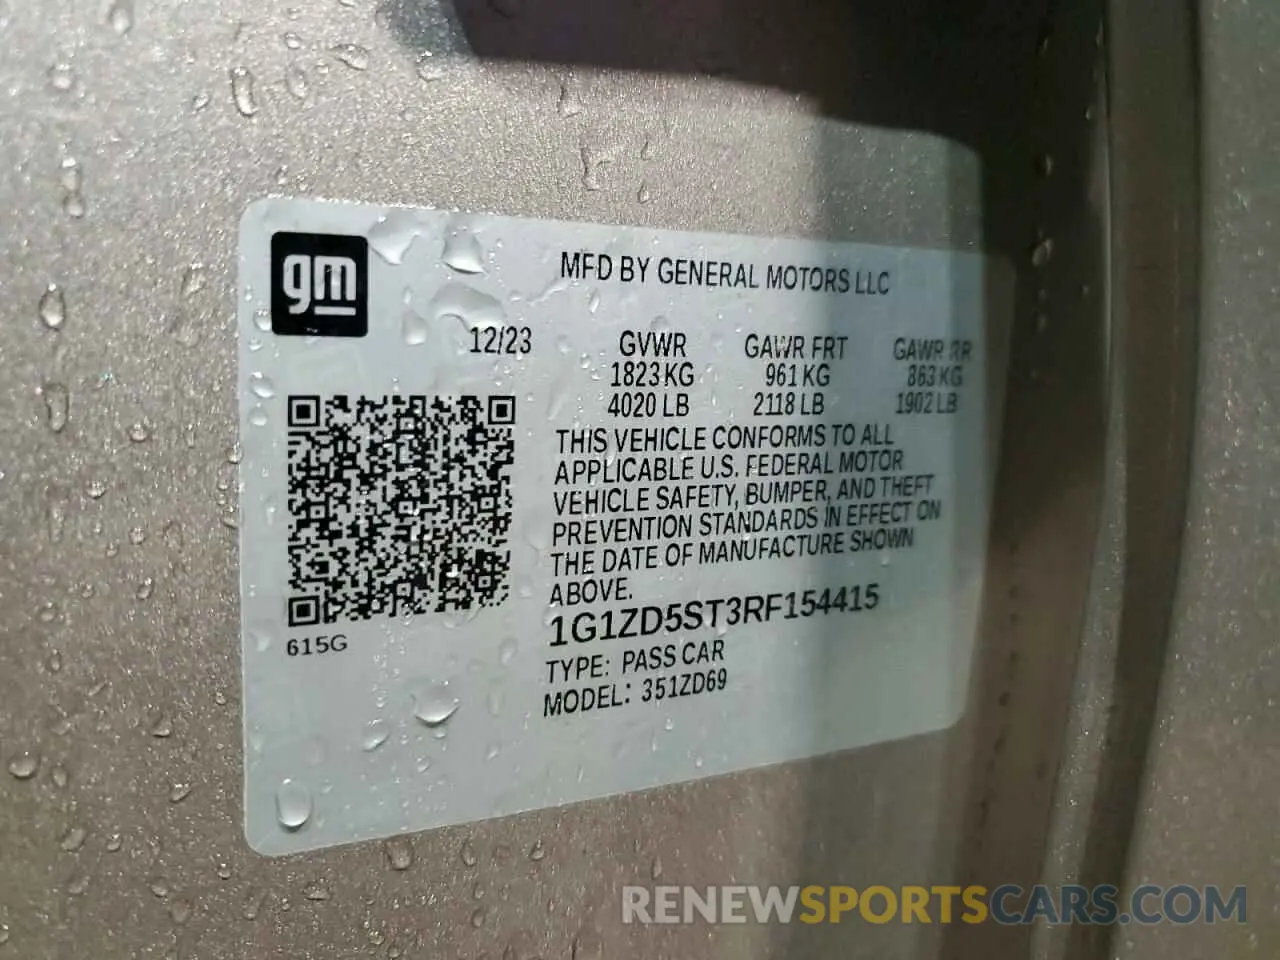 gm
MFD BY GENERAL MOTORS LLC
12/23
GVWR GAWR FRT GAWR RR
1823 KG 961 KG 863 KG
4020 LB 2118 LB 1902 LB
THIS VEHICLE CONFORMS TO ALL
APPLICABLE U.S. FEDERAL MOTOR
VEHICLE SAFETY, BUMPER, AND THEFT
PREVENTION STANDARDS IN EFFECT ON
THE DATE OF MANUFACTURE SHOWN
ABOVE.
1G1ZD5ST3RF154415
TYPE: PASS CAR
MODEL: 351ZD69
615G
RENEWSPORTSCARS.COM